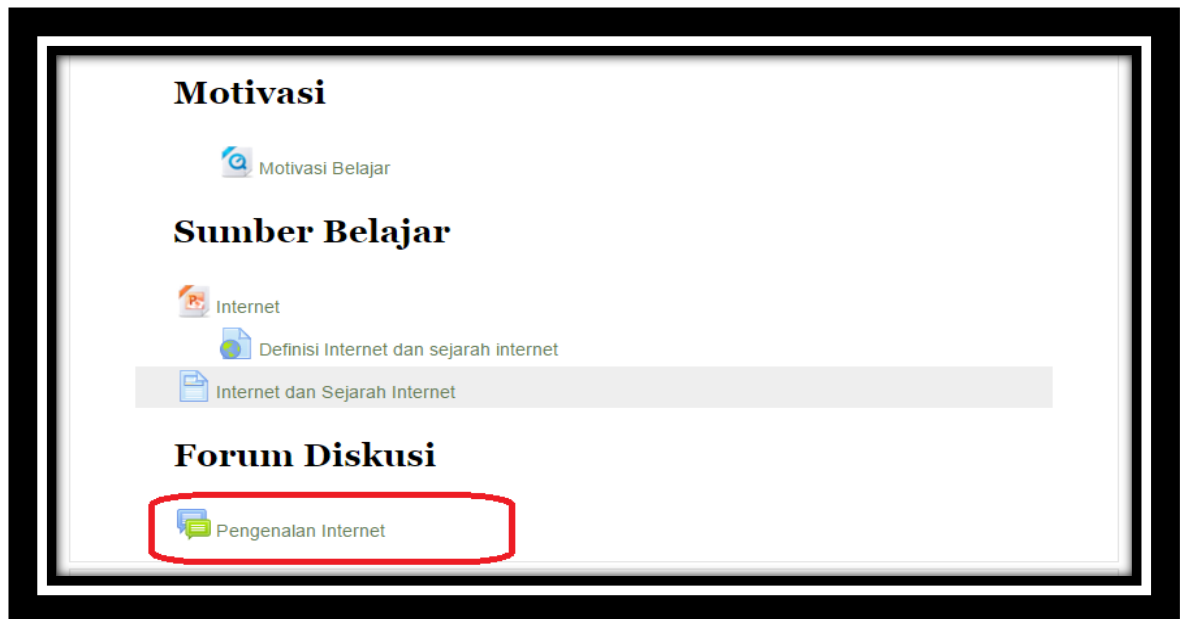 Motivasi
Motivasi Belajar
Sumber Belajar
Internet
Definisi Internet dan sejarah internet
Internet dan Sejarah Internet
Forum Diskusi
Pengenalan Internet